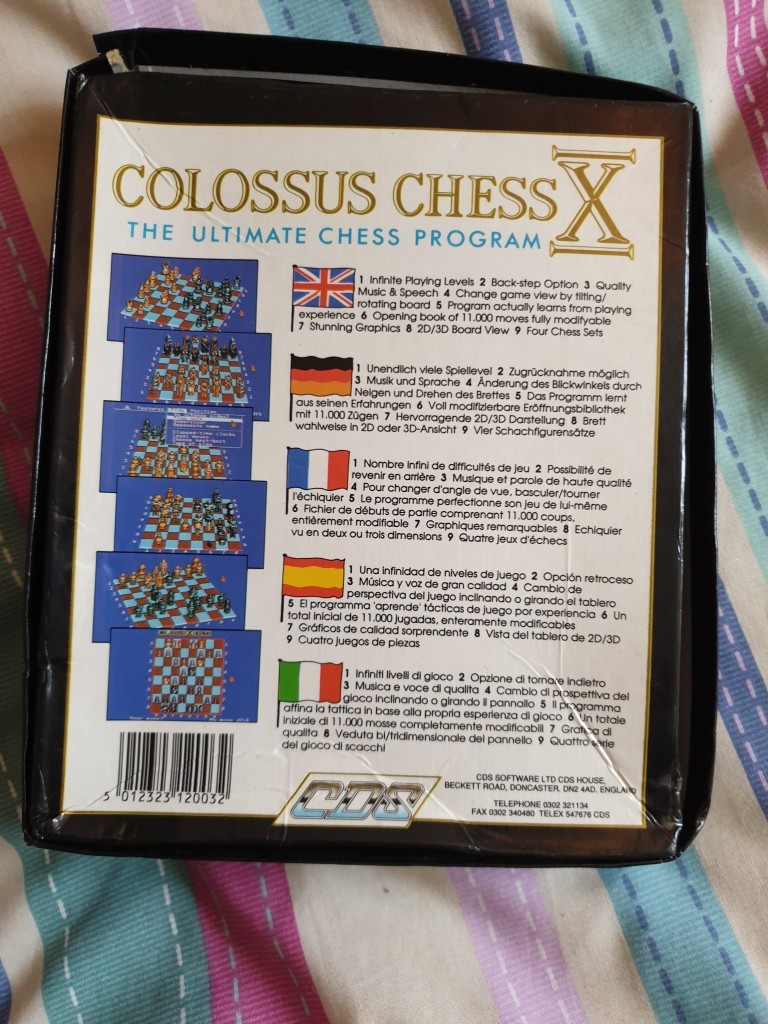 COLOSSUS CHESS X
THE ULTIMATE CHESS PROGRAM
1 Infinite Playing Levels 2 Back-step Option 3 Quality
Music & Speech 4 Change game view by tilting/
rotating board 5 Program actually learns from playing
experience 6 Opening book of 11.000 moves fully modifyable
7 Stunning Graphics 8 2D/3D Board View 9 Four Chess Sets
1 Unendlich viele Spiellevel 2 Zugrücknahme möglich
3 Musik und Sprache 4 Änderung des Blickwinkels durch
Neigen und Drehen des Brettes 5 Das Programm lernt
aus seinen Erfahrungen 6 Voll modifizierbare Eröffnungsbibliothek
mit 11.000 Zügen 7 Hervorragende 2D/3D Darstellung 8 Brett
wahlweise in 2D oder 3D-Ansicht 9 Vier Schachfigurensätze
1 Nombre infini de difficultés de jeu 2 Possibilité de
revenir en arrière 3 Musique et parole de haute qualité
4 Pour changer d'angle de vue, basculer/tourner
l'échiquier 5 Le programme perfectionne son jeu de lui-même
6 Fichier de débuts de partie comprenant 11.000 coups,
entièrement modifiable 7 Graphiques remarquables 8 Echiquier
vu en deux ou trois dimensions 9 Quatre jeux d'échecs
1 Una infinidad de niveles de juego 2 Opción retroceso
3 Música y voz de gran calidad 4 Cambio de
perspectiva del juego inclinando o girando el tablero
5 El programa 'aprende' tácticas de juego por experiencia 6 Un
total inicial de 11.000 jugadas, enteramente modificables
7 Gráficos de calidad sorprendente 8 Vista del tablero de 2D/3D
9 Cuatro juegos de piezas
1 Infiniti livelli di gioco 2 Opzione di tornare indietro
3 Musica e voce di qualita 4 Cambio di prospettiva del
gioco inclinando o girando il pannallo 5 Il programma
affina la tattica in base alla propria esperienza di gioco 6 Un totale
iniziale di 11.000 mosse completamente modificabili 7 Grafica di
qualita 8 Veduta bi/tridimensionale del pannello 9 Quattro serie
del gioco di scacchi
5 012323 120032
CDS
CDS SOFTWARE LTD CDS HOUSE,
BECKETT ROAD, DONCASTER. DN2 4AD. ENGLAND
TELEPHONE 0302 321134
FAX 0302 340480 TELEX 547676 CDS